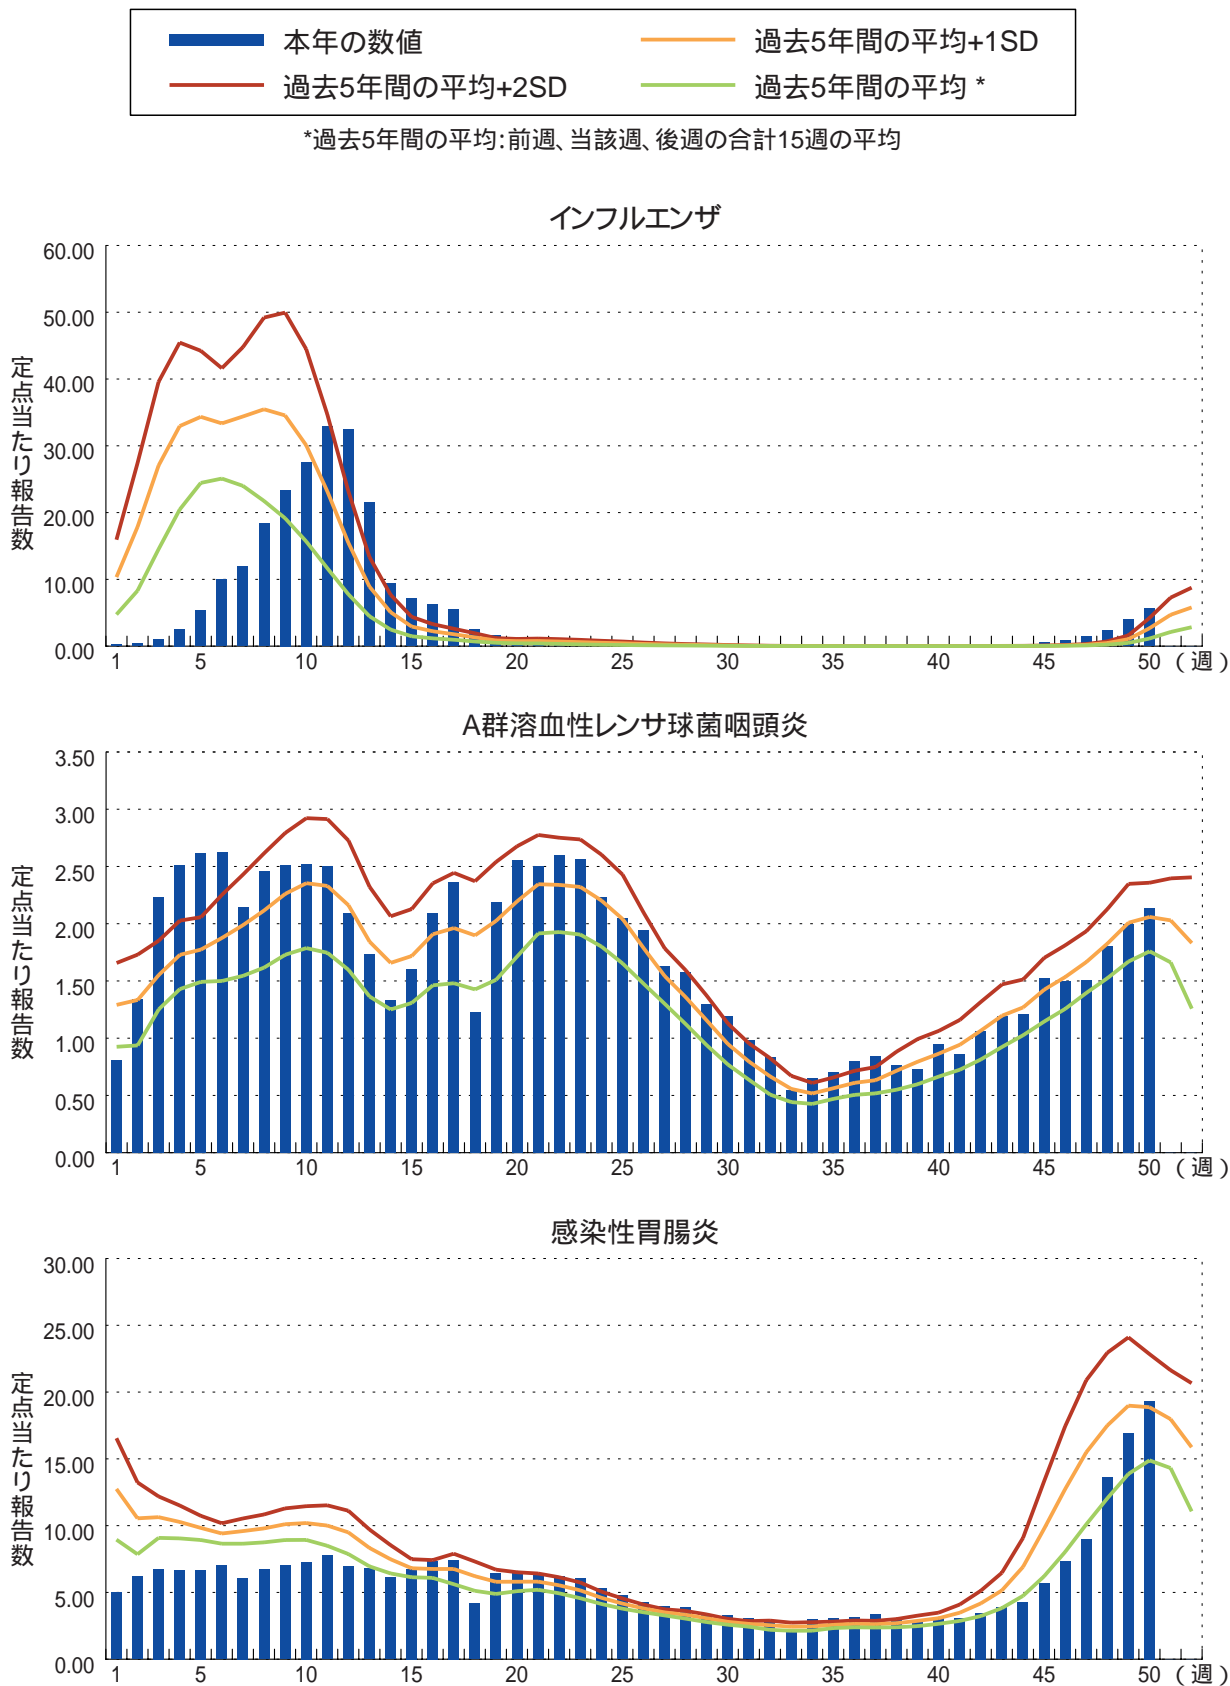 本年の数値
過去5年間の平均+1SD
過去5年間の平均+2SD
過去5年間の平均 *
*過去5年間の平均:前週、当該週、後週の合計15週の平均
インフルエンザ
定点当たり報告数
60.00
50.00
40.00
30.00
20.00
10.00
0.00
1 5 10 15 20 25 30 35 40 45 50 (週)
A群溶血性レンサ球菌咽頭炎
定点当たり報告数
3.50
3.00
2.50
2.00
1.50
1.00
0.50
0.00
1 5 10 15 20 25 30 35 40 45 50 (週)
感染性胃腸炎
定点当たり報告数
30.00
25.00
20.00
15.00
10.00
5.00
0.00
1 5 10 15 20 25 30 35 40 45 50 (週)